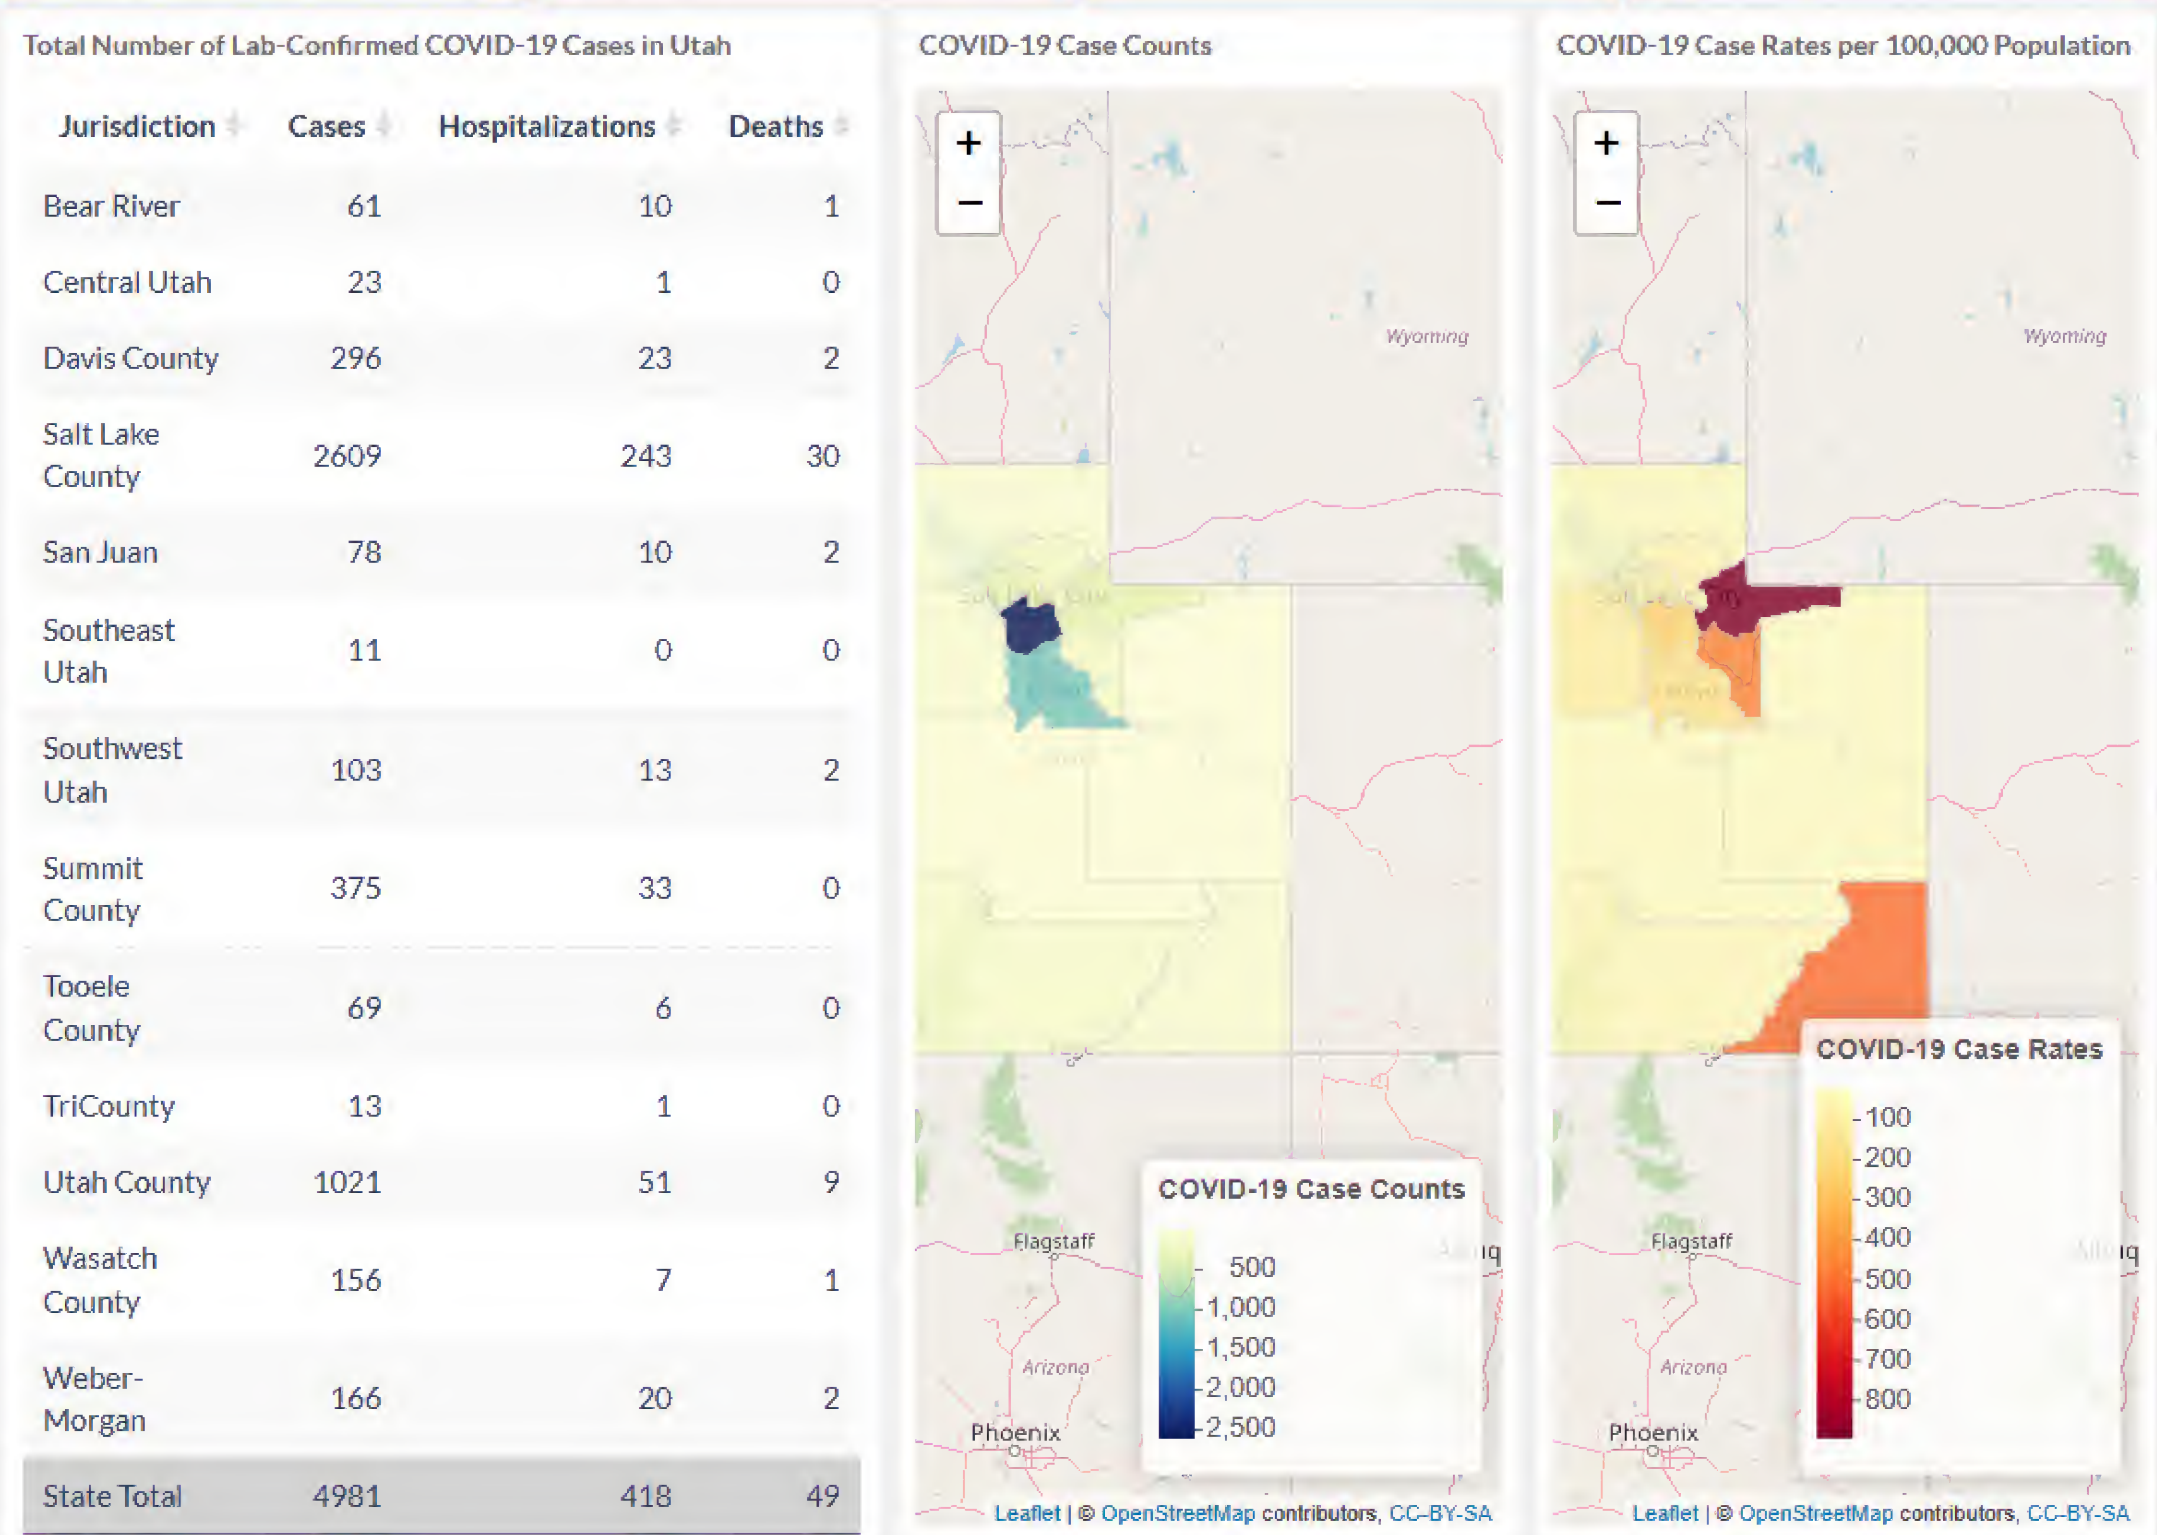 Total Number of Lab-Confirmed COVID-19 Cases in Utah
Jurisdiction Cases Hospitalizations Deaths
Bear River 61 10 1
Central Utah 23 1 0
Davis County 296 23 2
Salt Lake
County 2609 243 30
San Juan 78 10 2
Southeast
Utah 11 0 0
Southwest
Utah 103 13 2
Summit
County 375 33 0
Tooele
County 69 6 0
TriCounty 13 1 0
Utah County 1021 51 9
Wasatch
County 156 7 1
Weber-
Morgan 166 20 2
State Total 4981 418 49
COVID-19 Case Counts
+
−
Wyoming
COVID-19 Case Counts
500
1,000
1,500
2,000
2,500
Flagstaff
Arizona
Phoenix
Leaflet | © OpenStreetMap contributors, CC-BY-SA
COVID-19 Case Rates per 100,000 Population
+
−
Wyoming
COVID-19 Case Rates
100
200
300
400
500
600
700
800
Flagstaff
Arizona
Phoenix
Leaflet | © OpenStreetMap contributors, CC-BY-SA